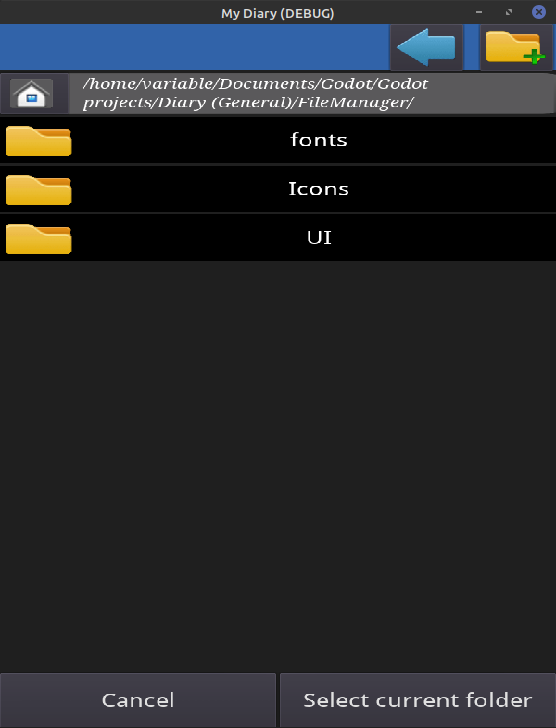 My Diary (DEBUG)
/home/variable/Documents/Godot/Godot
projects/Diary (General)/FileManager/
fonts
Icons
UI
Cancel
Select current folder